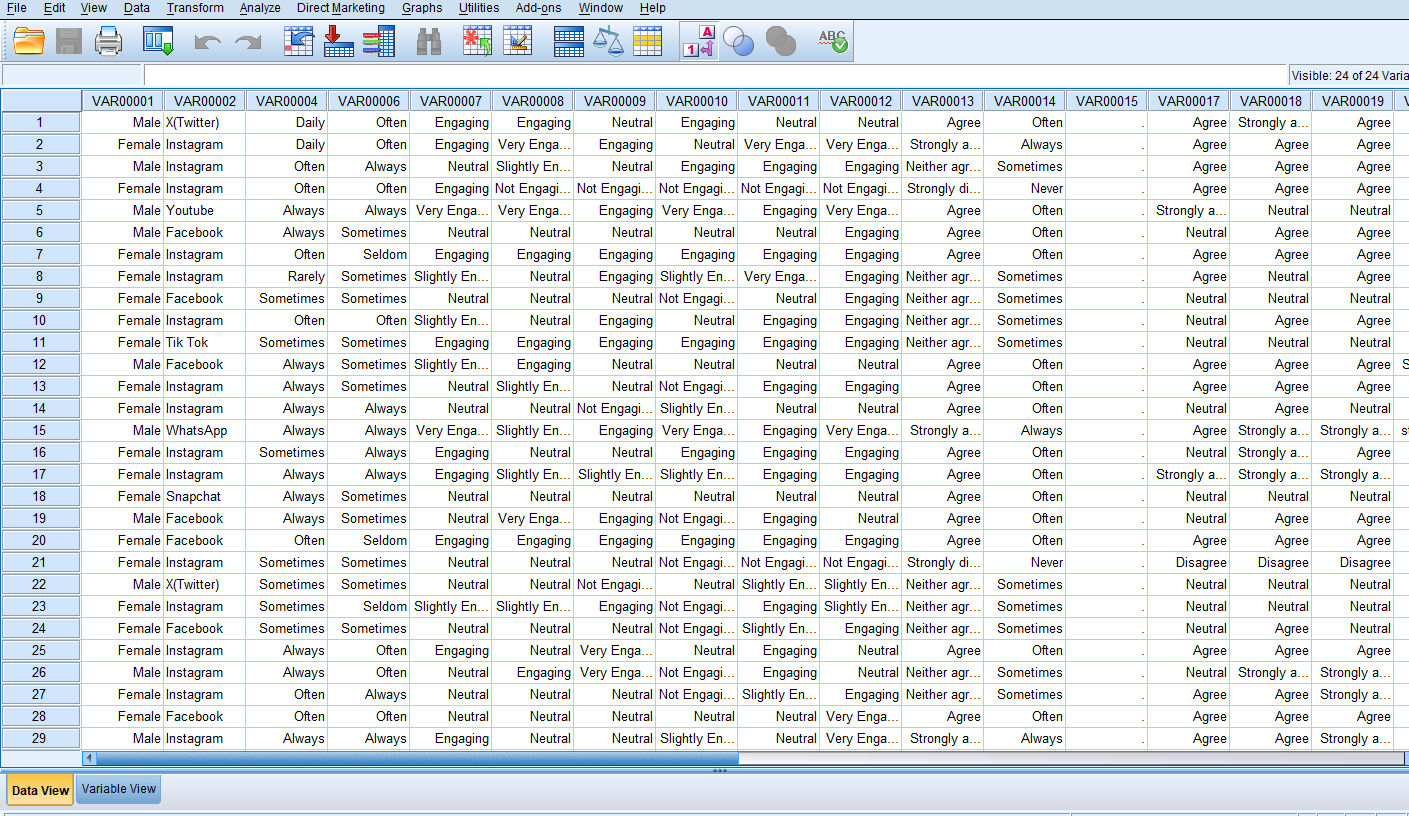 File Edit View Data Transform Analyze Direct Marketing Graphs Utilities Add-ons Window Help
1 A ABC
Visible: 24 of 24 Varia
VAR00001 VAR00002 VAR00004 VAR00006 VAR00007 VAR00008 VAR00009 VAR00010 VAR00011 VAR00012 VAR00013 VAR00014 VAR00015 VAR00017 VAR00018 VAR00019 V
1 Male X(Twitter) Daily Often Engaging Engaging Neutral Engaging Neutral Neutral Agree Often . Agree Strongly a... Agree
2 Female Instagram Daily Often Engaging Very Enga... Engaging Neutral Very Enga... Very Enga... Strongly a... Always . Agree Agree Agree
3 Male Instagram Often Always Neutral Slightly En... Neutral Engaging Engaging Engaging Neither agr... Sometimes . Agree Agree Agree
4 Female Instagram Often Often Engaging Not Engagi... Not Engagi... Not Engagi... Not Engagi... Not Engagi... Strongly di... Never . Agree Agree Agree
5 Male Youtube Always Always Very Enga... Very Enga... Engaging Very Enga... Engaging Very Enga... Agree Often . Strongly a... Neutral Neutral
6 Male Facebook Always Sometimes Neutral Neutral Neutral Neutral Neutral Engaging Agree Often . Neutral Agree Agree
7 Female Instagram Often Seldom Engaging Engaging Engaging Engaging Engaging Engaging Agree Often . Agree Agree Agree
8 Female Instagram Rarely Sometimes Slightly En... Neutral Engaging Slightly En... Very Enga... Engaging Neither agr... Sometimes . Agree Neutral Agree
9 Female Facebook Sometimes Sometimes Neutral Neutral Neutral Not Engagi... Neutral Engaging Neither agr... Sometimes . Neutral Neutral Neutral
10 Female Instagram Often Often Slightly En... Neutral Engaging Neutral Engaging Engaging Neither agr... Sometimes . Neutral Agree Agree
11 Female Tik Tok Sometimes Sometimes Engaging Engaging Engaging Engaging Engaging Engaging Neither agr... Sometimes . Neutral Neutral Neutral
12 Male Facebook Always Sometimes Slightly En... Engaging Neutral Neutral Neutral Neutral Agree Often . Agree Agree Agree S
13 Female Instagram Always Sometimes Neutral Slightly En... Neutral Not Engagi... Engaging Engaging Agree Often . Agree Agree Agree
14 Female Instagram Always Always Neutral Neutral Not Engagi... Slightly En... Neutral Neutral Agree Often . Neutral Agree Neutral
15 Male WhatsApp Always Always Very Enga... Slightly En... Engaging Very Enga... Engaging Very Enga... Strongly a... Always . Agree Strongly a... Strongly a... st
16 Female Instagram Sometimes Always Engaging Neutral Neutral Engaging Engaging Engaging Agree Often . Neutral Strongly a... Agree
17 Female Instagram Always Always Engaging Slightly En... Slightly En... Slightly En... Engaging Engaging Agree Often . Strongly a... Strongly a... Strongly a...
18 Female Snapchat Always Sometimes Neutral Neutral Neutral Neutral Neutral Neutral Agree Often . Neutral Neutral Neutral
19 Male Facebook Always Sometimes Neutral Very Enga... Engaging Not Engagi... Engaging Neutral Agree Often . Neutral Agree Agree
20 Female Facebook Often Seldom Engaging Engaging Engaging Engaging Engaging Engaging Agree Often . Agree Agree Agree
21 Female Instagram Sometimes Sometimes Neutral Neutral Neutral Not Engagi... Not Engagi... Not Engagi... Strongly di... Never . Disagree Disagree Disagree
22 Male X(Twitter) Sometimes Sometimes Neutral Neutral Not Engagi... Neutral Slightly En... Slightly En... Neither agr... Sometimes . Neutral Neutral Neutral
23 Female Instagram Sometimes Seldom Slightly En... Slightly En... Engaging Not Engagi... Engaging Slightly En... Neither agr... Sometimes . Neutral Neutral Agree
24 Female Facebook Sometimes Sometimes Neutral Neutral Neutral Not Engagi... Slightly En... Engaging Neither agr... Sometimes . Neutral Agree Neutral
25 Female Instagram Always Often Engaging Neutral Very Enga... Neutral Engaging Neutral Agree Often . Agree Agree Agree
26 Male Instagram Always Often Neutral Engaging Very Enga... Not Engagi... Engaging Neutral Neither agr... Sometimes . Neutral Strongly a... Strongly a...
27 Female Instagram Often Always Neutral Neutral Neutral Not Engagi... Slightly En... Engaging Neither agr... Sometimes . Agree Agree Strongly a...
28 Female Facebook Often Often Neutral Neutral Neutral Neutral Neutral Very Enga... Agree Often . Agree Agree Agree
29 Male Instagram Always Always Engaging Neutral Neutral Slightly En... Neutral Very Enga... Strongly a... Always . Agree Agree Strongly a...
Data View Variable View